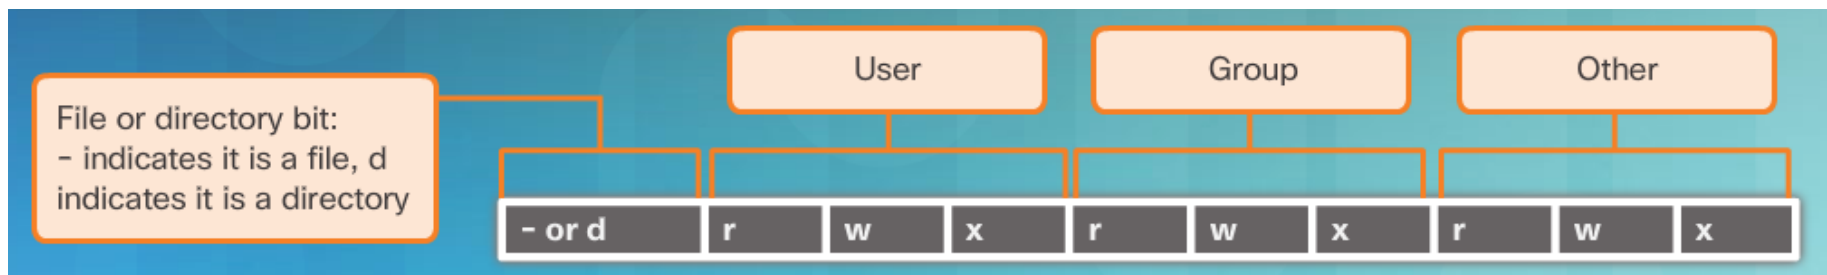 User
Group
Other
File or directory bit:
- indicates it is a file, d
indicates it is a directory
- or d r w x r w x r w x